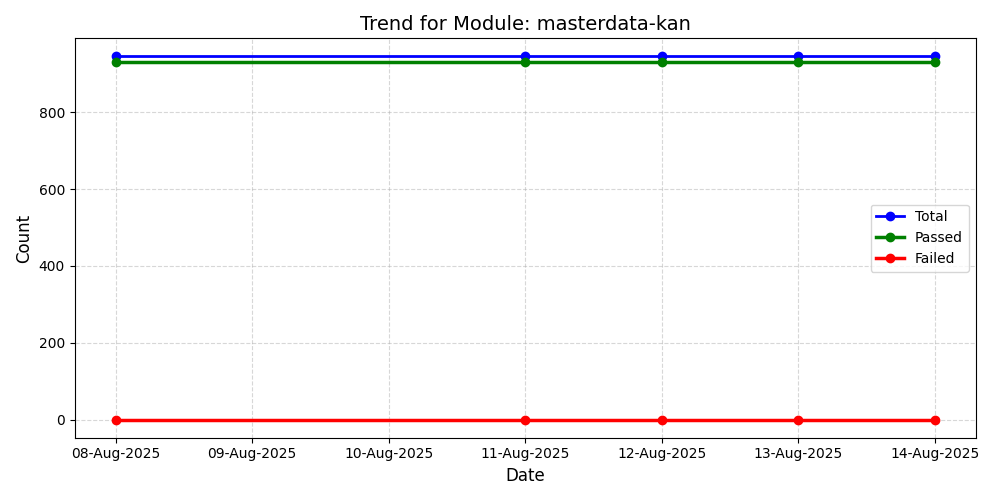 Trend for Module: masterdata-kan
Count
800
600
400
200
0
Total
Passed
Failed
08-Aug-2025
09-Aug-2025
10-Aug-2025
11-Aug-2025
12-Aug-2025
13-Aug-2025
14-Aug-2025
Date